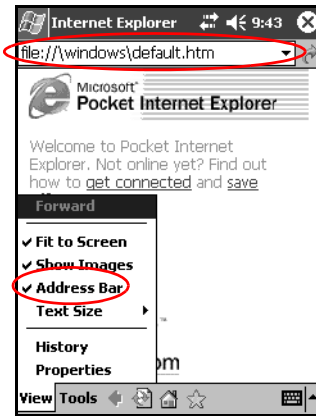 Internet Explorer 9:43
file://\windows\default.htm
Microsoft®
Pocket Internet Explorer
Welcome to Pocket Internet
Explorer. Not online yet? Find out
how to get connected and save
Forward
Fit to Screen
Show Images
Address Bar
Text Size
™
History
Properties
om
View Tools